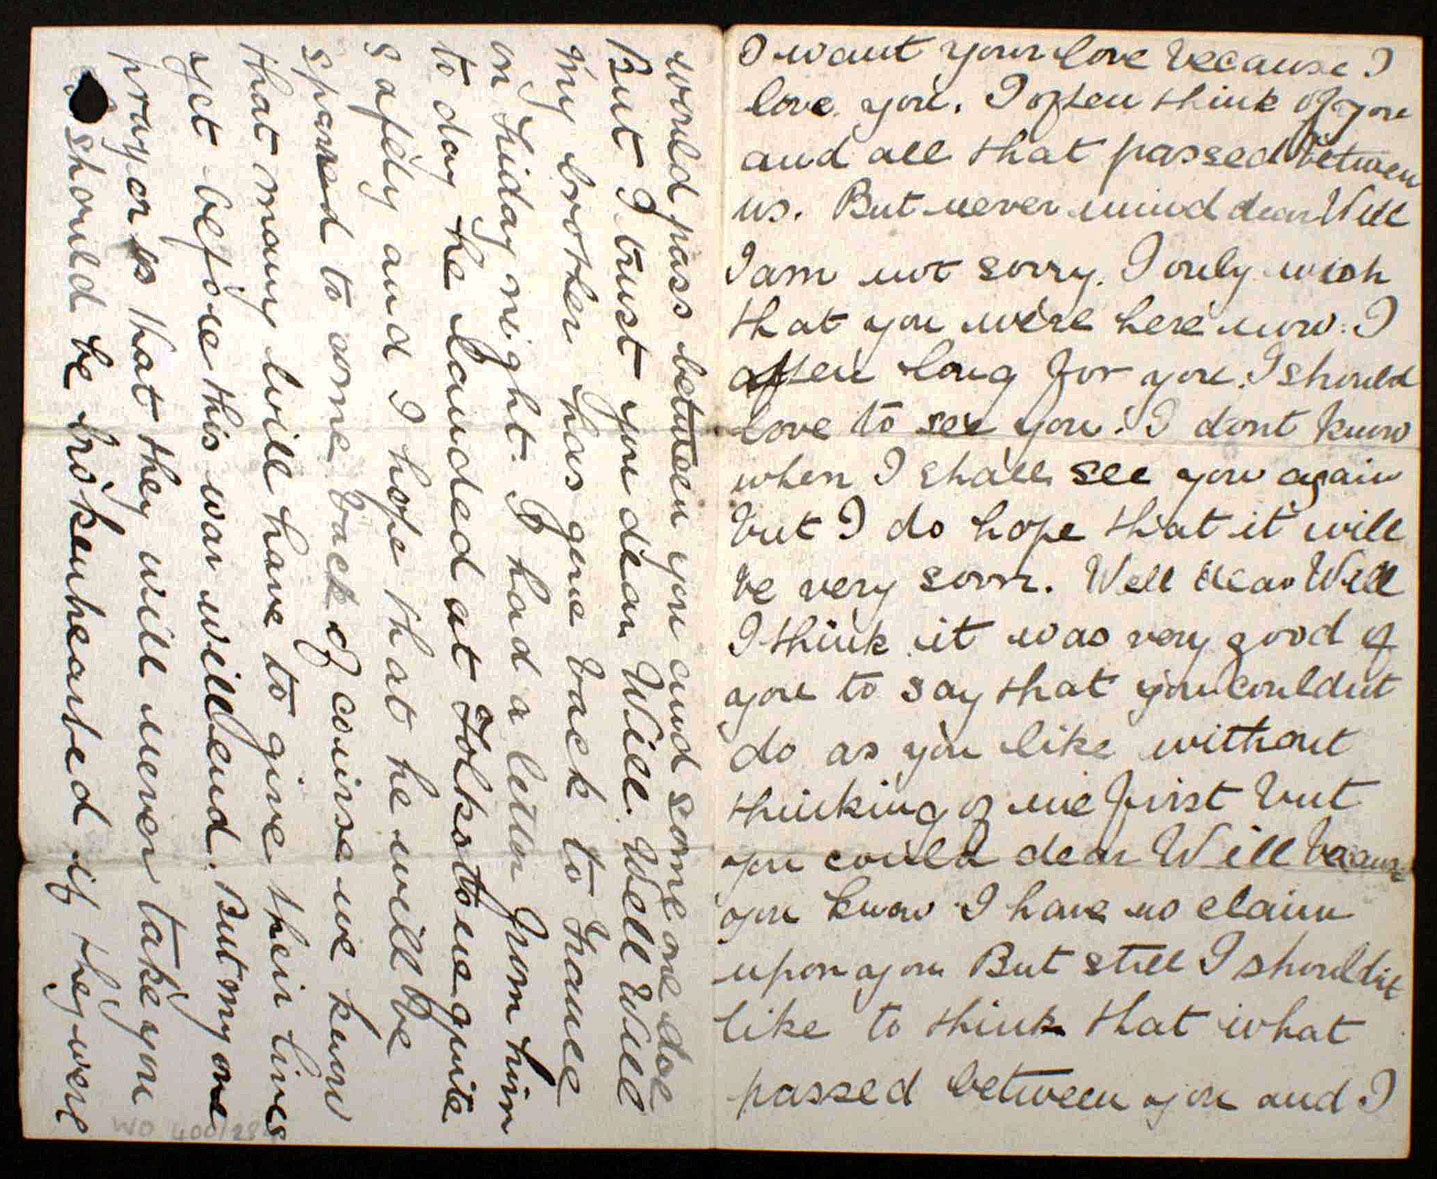 I want your love because I
love you. I often think of you
and all that passed between
us. But never mind dear Will
I am not sorry. I only wish
that you were here now. I
often long for you. I should
love to see you. I dont know
when I shall see you again
but I do hope that it will
be very soon. Well dear Will
I think it was very good of
you to say that you couldnt
do as you like without
thinking of me first but
you could dear Will because
you know I have no claim
upon you But still I shouldnt
like to think that what
passed between you and I
would pass between you and some one else
But I trust you dear Will. Well Will
my brother has gone back to France
on Friday night. I had a letter from him
to day he landed at Folkstone quite
safely and I hope that he will be
spared to come back of course we know
that many will have to give their lives
yet before this war will end. But my one
prayer is that they will never take you
I should be brokenhearted if they were
WO 400/28